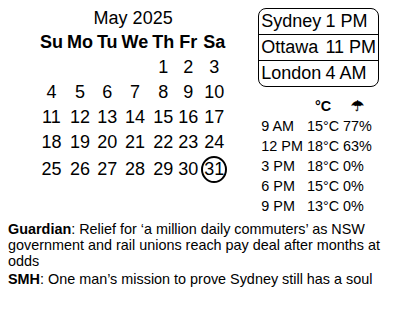 May 2025
Su Mo Tu We Th Fr Sa
1 2 3
4 5 6 7 8 9 10
11 12 13 14 15 16 17
18 19 20 21 22 23 24
25 26 27 28 29 30 31
Sydney 1 PM
Ottawa 11 PM
London 4 AM
°C ☂
9 AM 15°C 77%
12 PM 18°C 63%
3 PM 18°C 0%
6 PM 15°C 0%
9 PM 13°C 0%
Guardian: Relief for ‘a million daily commuters’ as NSW
government and rail unions reach pay deal after months at
odds
SMH: One man’s mission to prove Sydney still has a soul